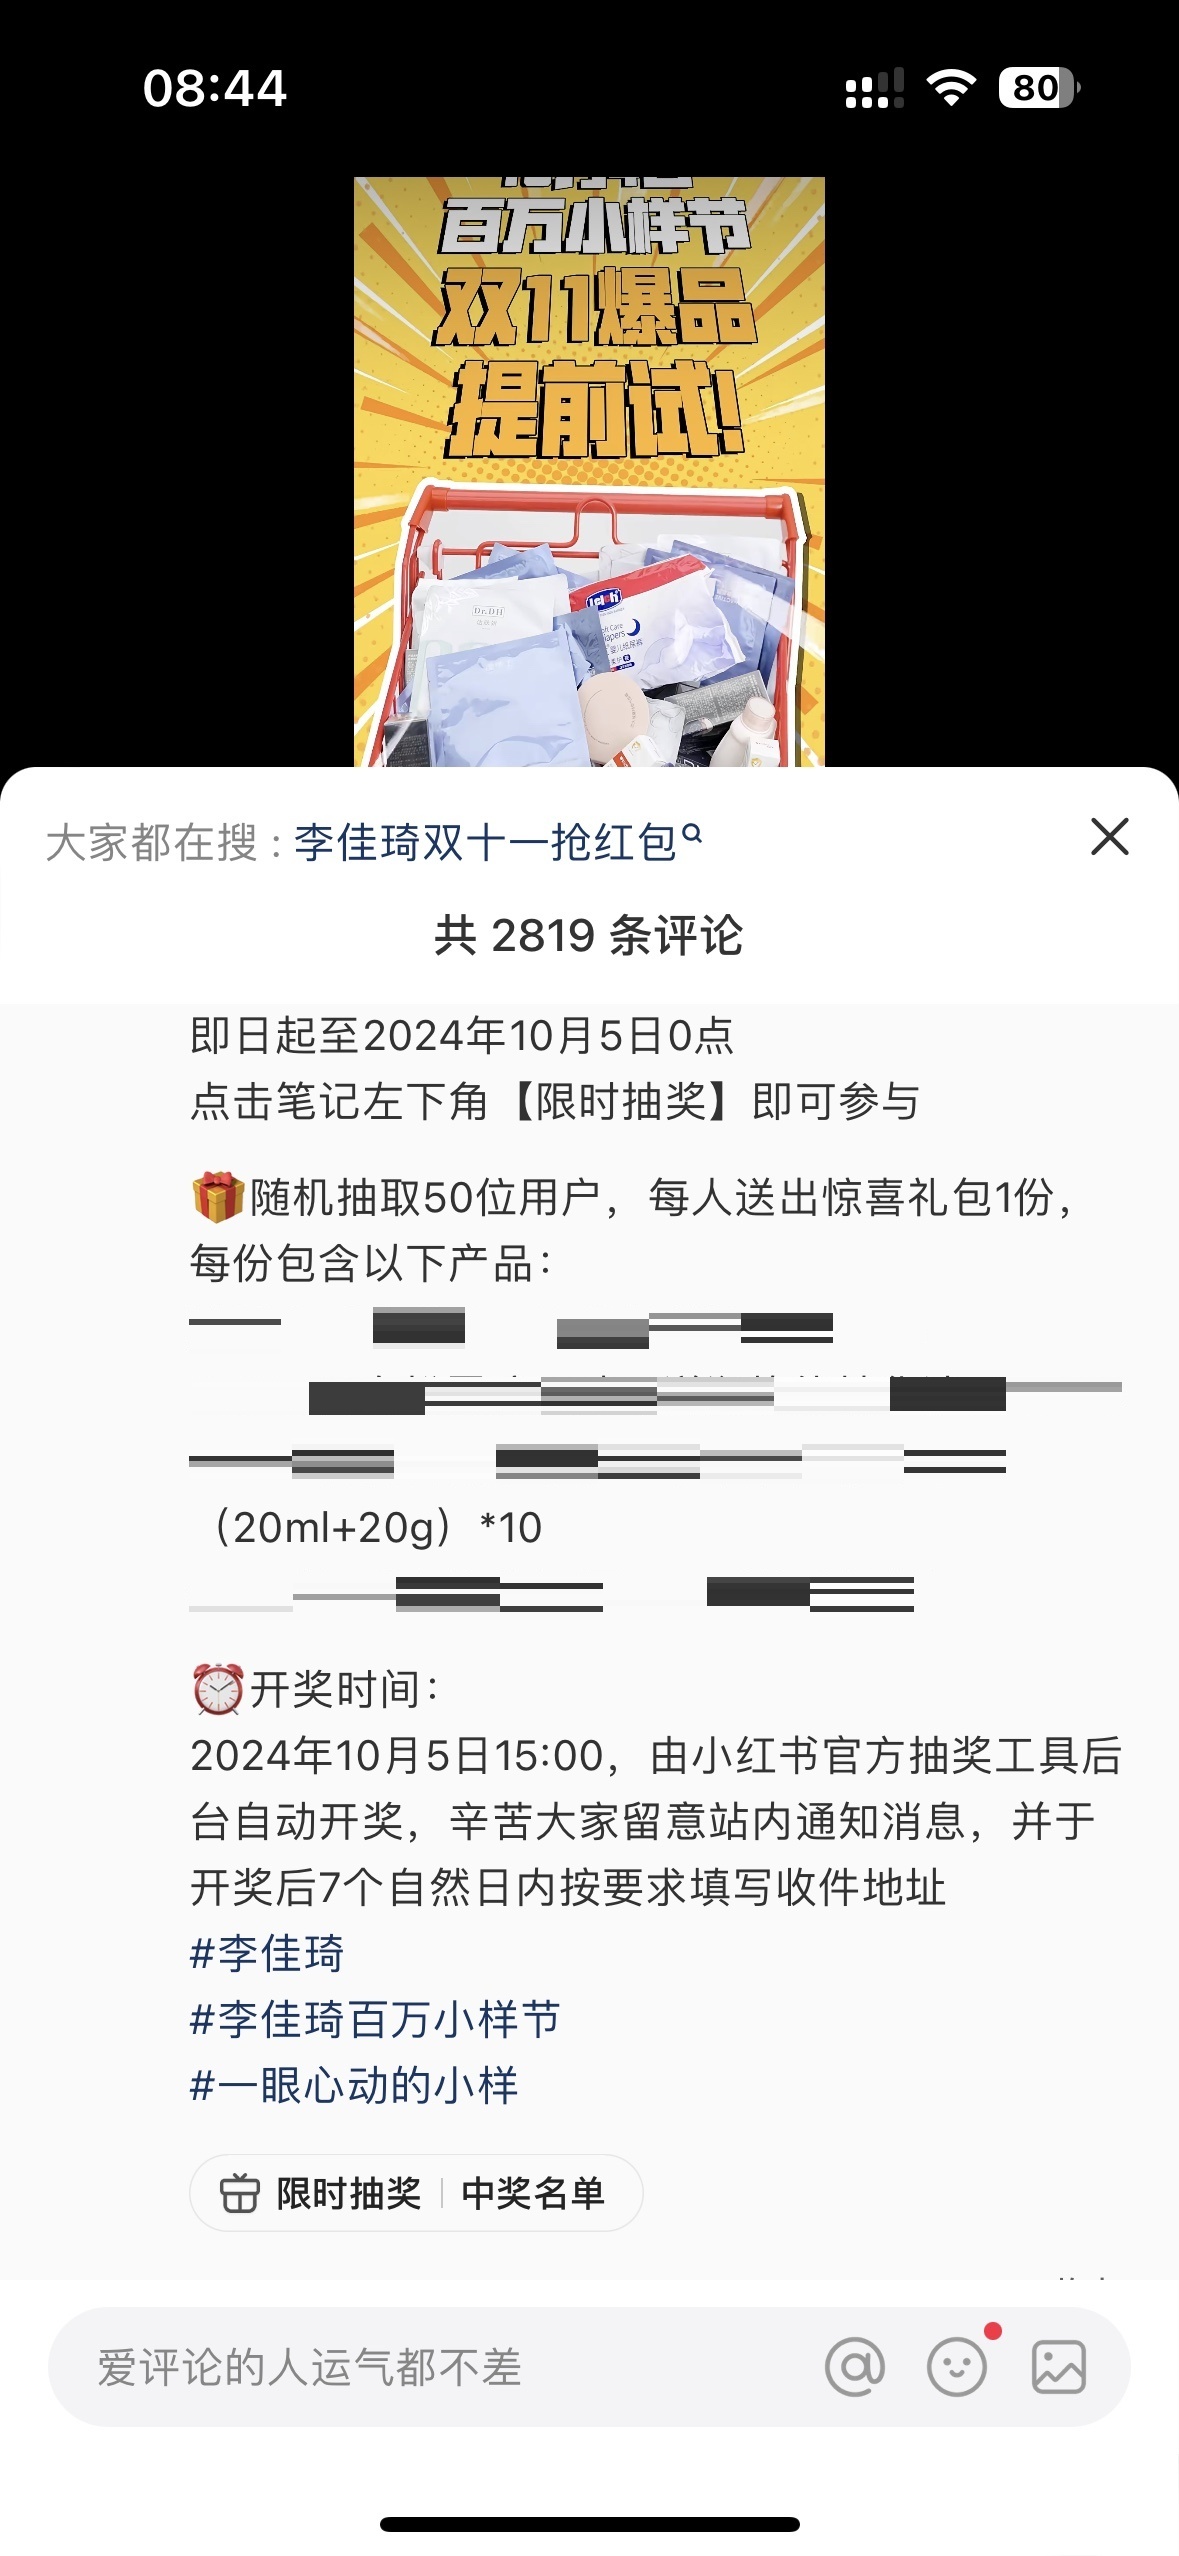 08:44
80
百万小样节
双11爆品
提前试!
Dr.DH
大家都在搜：李佳琦双十一抢红包
共 2819 条评论
即日起至2024年10月5日0点
点击笔记左下角【限时抽奖】即可参与
🎁随机抽取50位用户，每人送出惊喜礼包1份，
每份包含以下产品：
（20ml+20g）*10
⏰开奖时间：
2024年10月5日15:00，由小红书官方抽奖工具后
台自动开奖，辛苦大家留意站内通知消息，并于
开奖后7个自然日内按要求填写收件地址
#李佳琦
#李佳琦百万小样节
#一眼心动的小样
限时抽奖 | 中奖名单
爱评论的人运气都不差